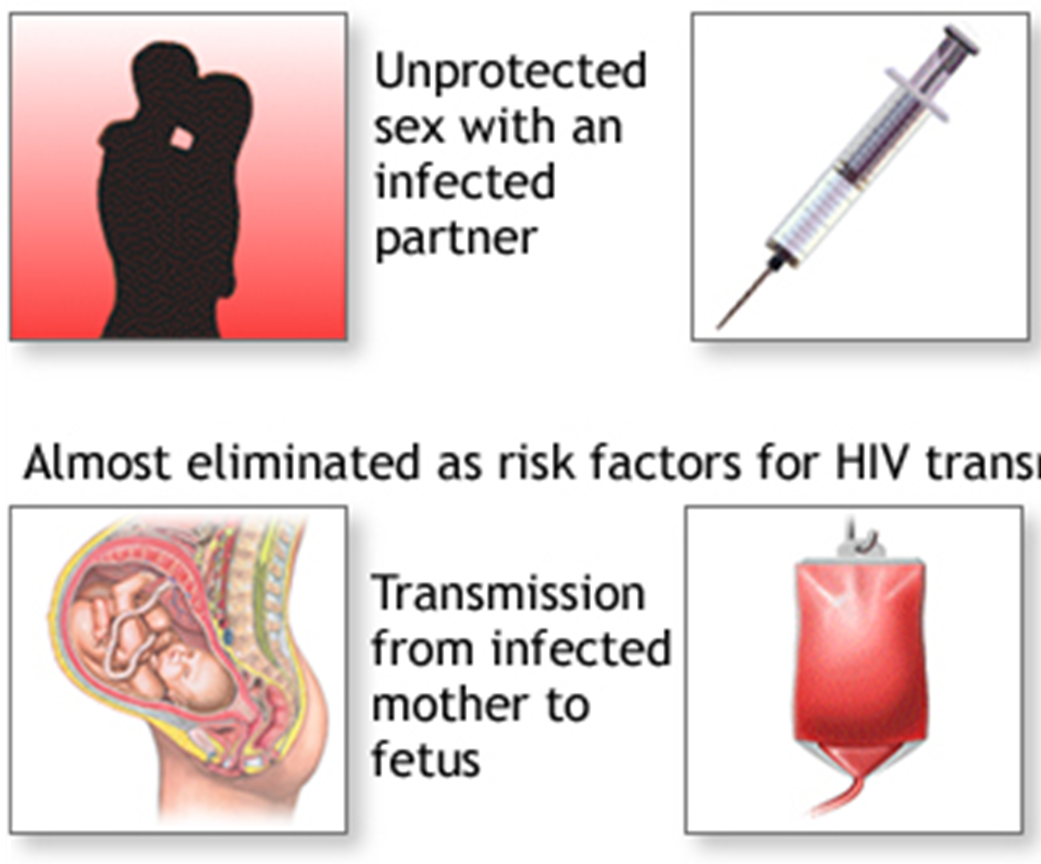 Unprotected
sex with an
infected
partner
Almost eliminated as risk factors for HIV
Transmission
from infected
mother to
fetus